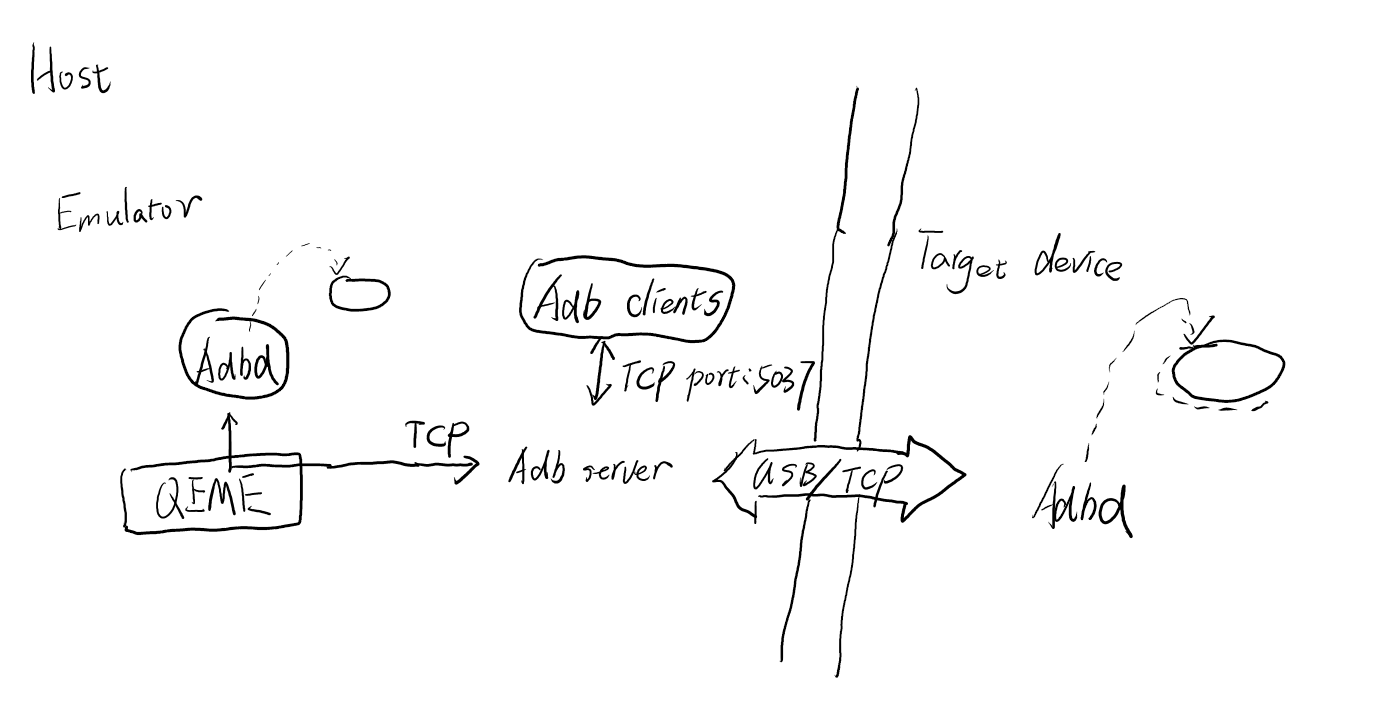 Host
Emulator
Target device
Adb clients
Adbd
TCP port:5037
TCP
Adb server
USB/TCP
QEME
Adbd